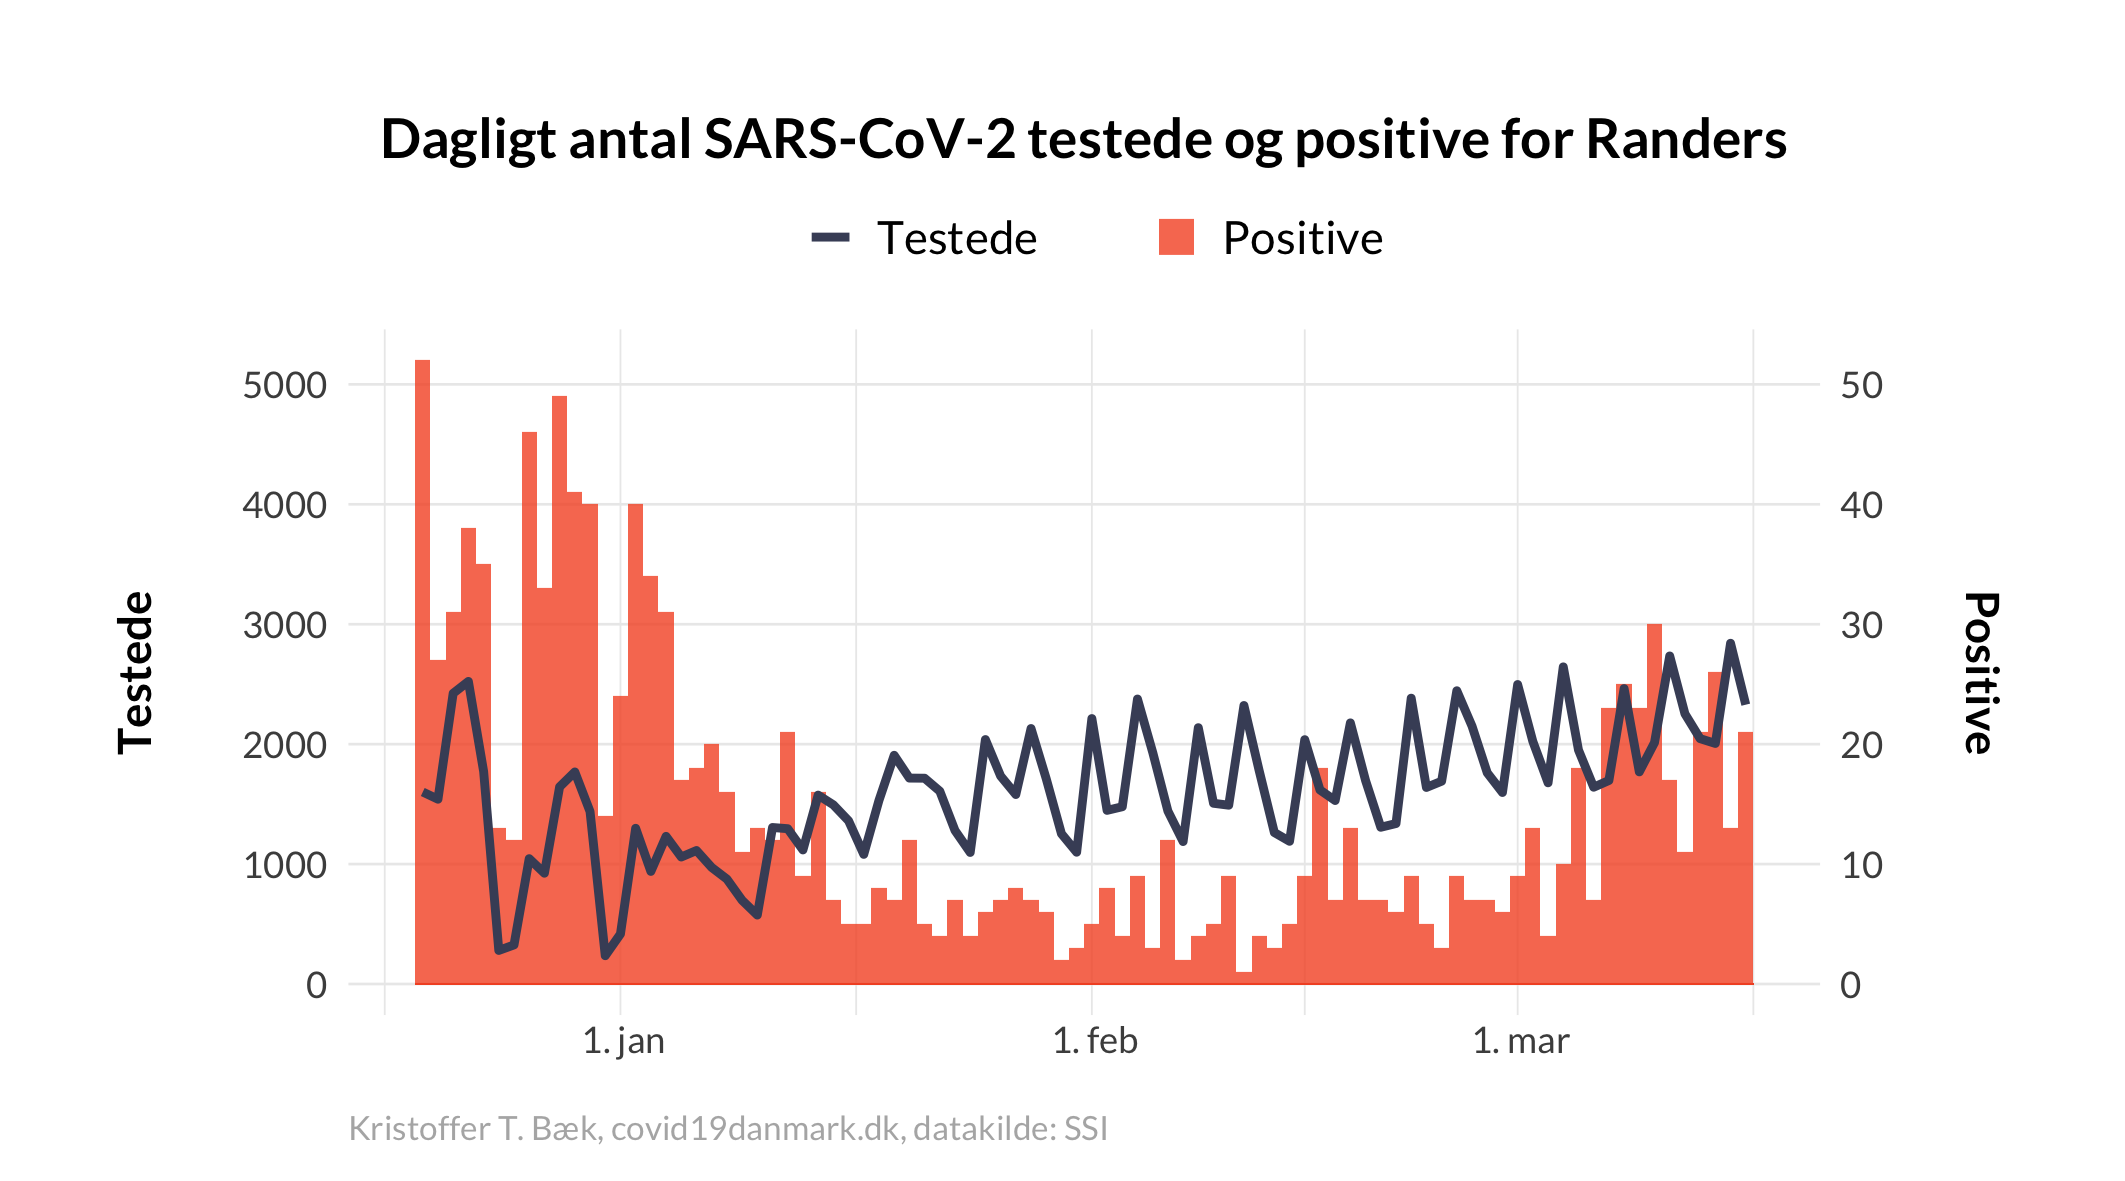 Dagligt antal SARS-CoV-2 testede og positive for Randers
Testede
Positive
5000
4000
3000
2000
1000
0
Testede
50
40
30
20
10
0
Positive
1. jan
1. feb
1. mar
Kristoffer T. Bæk, covid19danmark.dk, datakilde: SSI